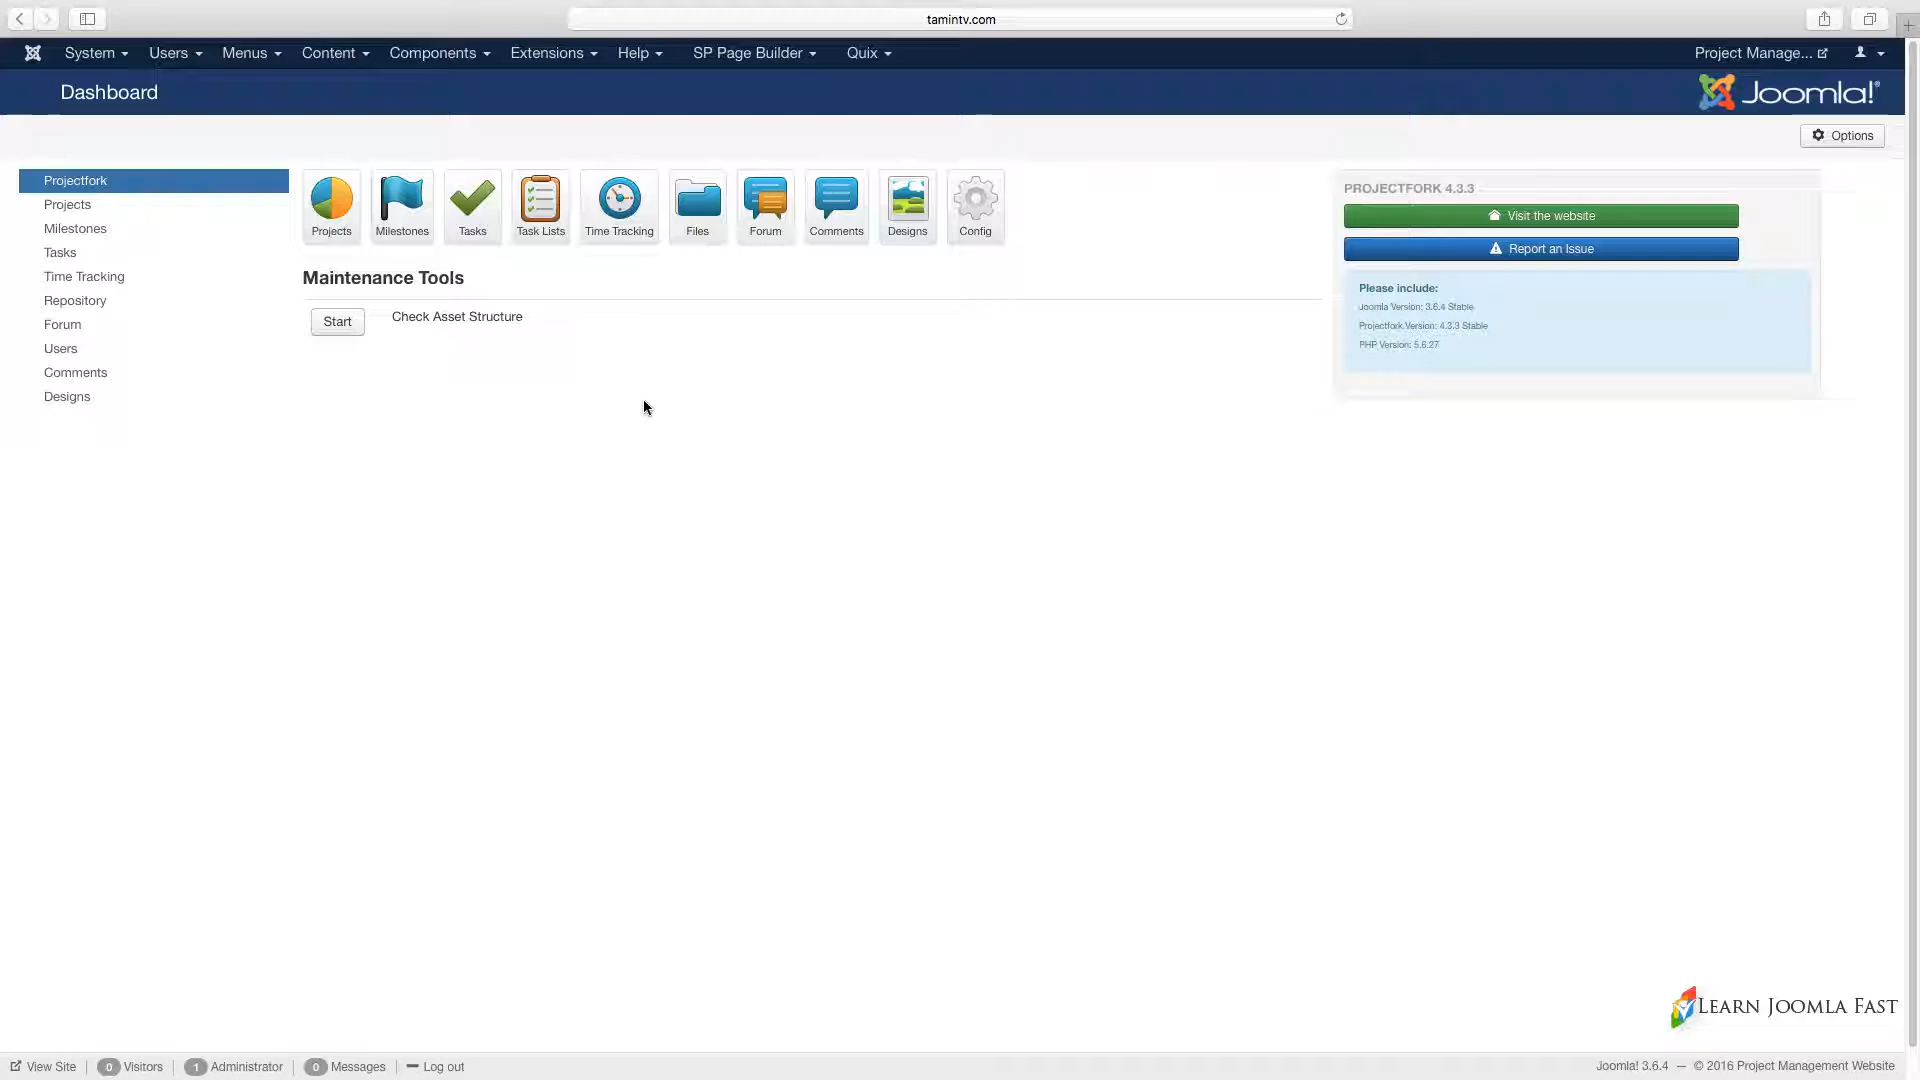 tamintv.com
System Users Menus Content Components Extensions Help SP Page Builder Quix Project Manage...
Dashboard
Joomla!®
Options
Projectfork
Projects
Milestones
Tasks
Time Tracking
Repository
Forum
Users
Comments
Designs
Projects Milestones Tasks Task Lists Time Tracking Files Forum Comments Designs Config
Maintenance Tools
Start Check Asset Structure
PROJECTFORK 4.3.3
Visit the website
Report an Issue
Please include:
Joomla Version: 3.6.4 Stable
Projectfork Version: 4.3.3 Stable
PHP Version: 5.6.27
LEARN JOOMLA FAST
View Site 0 Visitors 1 Administrator 0 Messages Log out Joomla! 3.6.4 — © 2016 Project Management Website